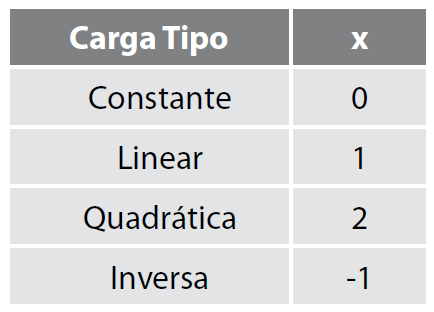 Carga Tipo x
Constante 0
Linear 1
Quadrática 2
Inversa -1